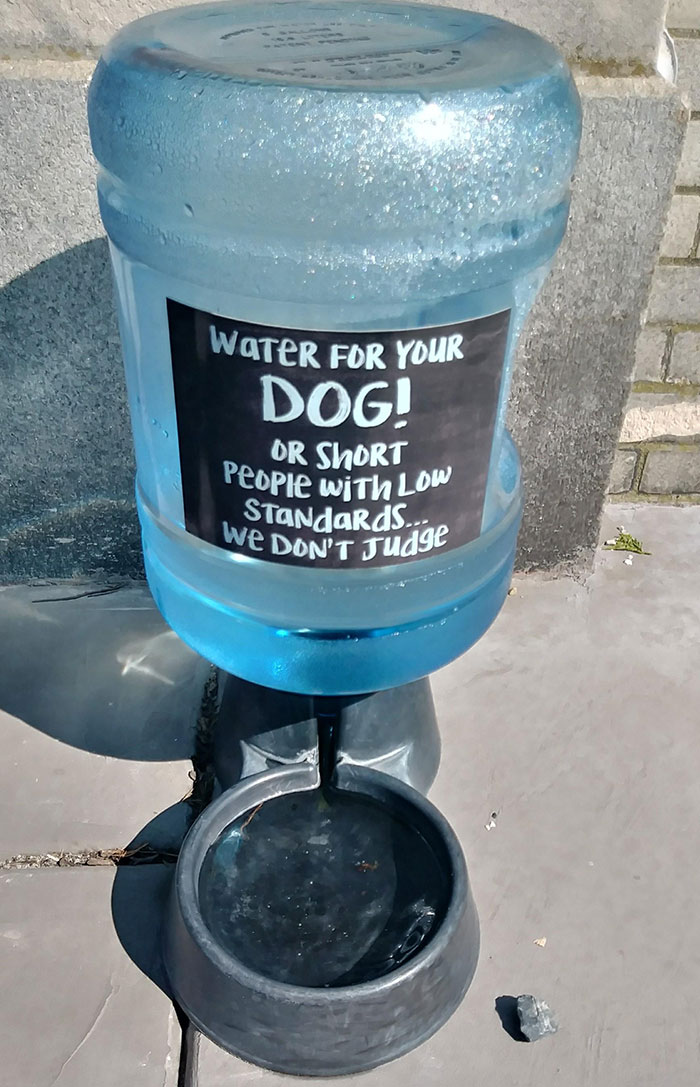 WATER FOR YOUR
DOG!
OR SHORT
PEOPLE WITH LOW
STANDARDS...
WE DON'T JUDGE